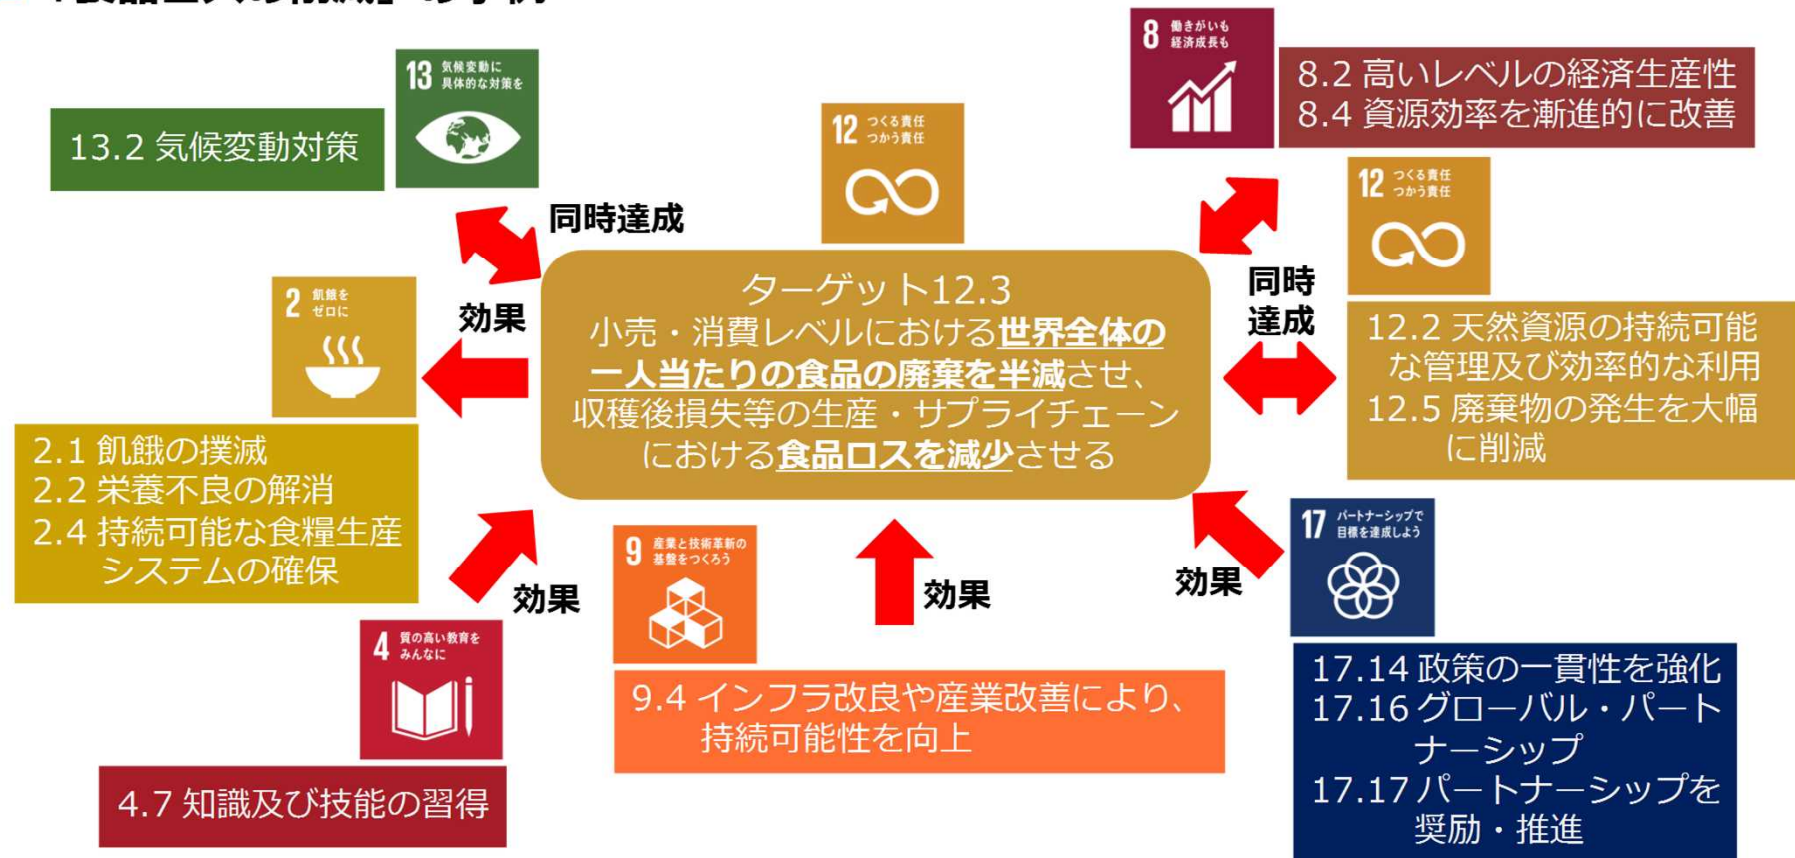 13 気候変動に
具体的な対策を
13.2 気候変動対策
12 つくる責任
つかう責任
8 働きがいも
経済成長も
8.2 高いレベルの経済生産性
8.4 資源効率を漸進的に改善
同時達成
12 つくる責任
つかう責任
同時
達成
2 飢餓を
ゼロに
効果
ターゲット12.3
小売・消費レベルにおける世界全体の
一人当たりの食品の廃棄を半減させ、
収穫後損失等の生産・サプライチェーン
における食品ロスを減少させる
12.2 天然資源の持続可能
な管理及び効率的な利用
12.5 廃棄物の発生を大幅
に削減
2.1 飢餓の撲滅
2.2 栄養不良の解消
2.4 持続可能な食糧生産
システムの確保
効果
9 産業と技術革新の
基盤をつくろう
効果
効果
17 パートナーシップで
目標を達成しよう
4 質の高い教育を
みんなに
4.7 知識及び技能の習得
9.4 インフラ改良や産業改善により、
持続可能性を向上
17.14 政策の一貫性を強化
17.16 グローバル・パート
ナーシップ
17.17 パートナーシップを
奨励・推進